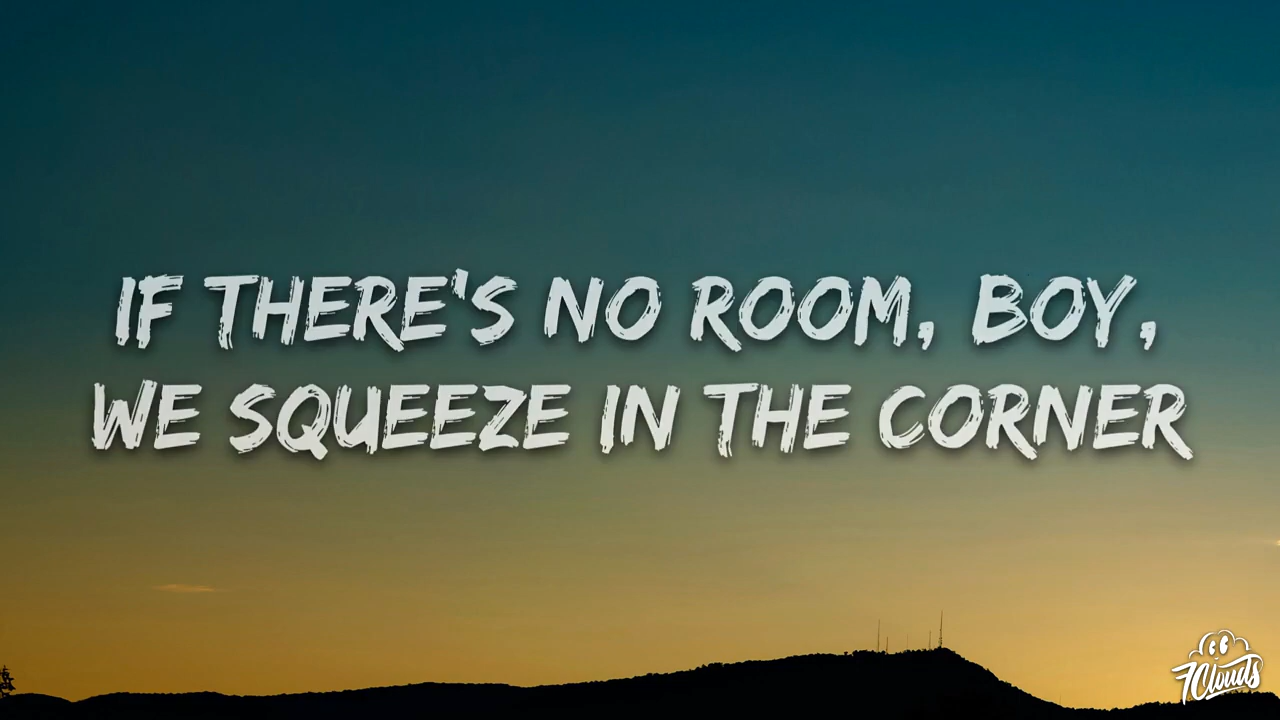 IF THERE'S NO ROOM, BOY,
WE SQUEEZE IN THE CORNER
7Clouds